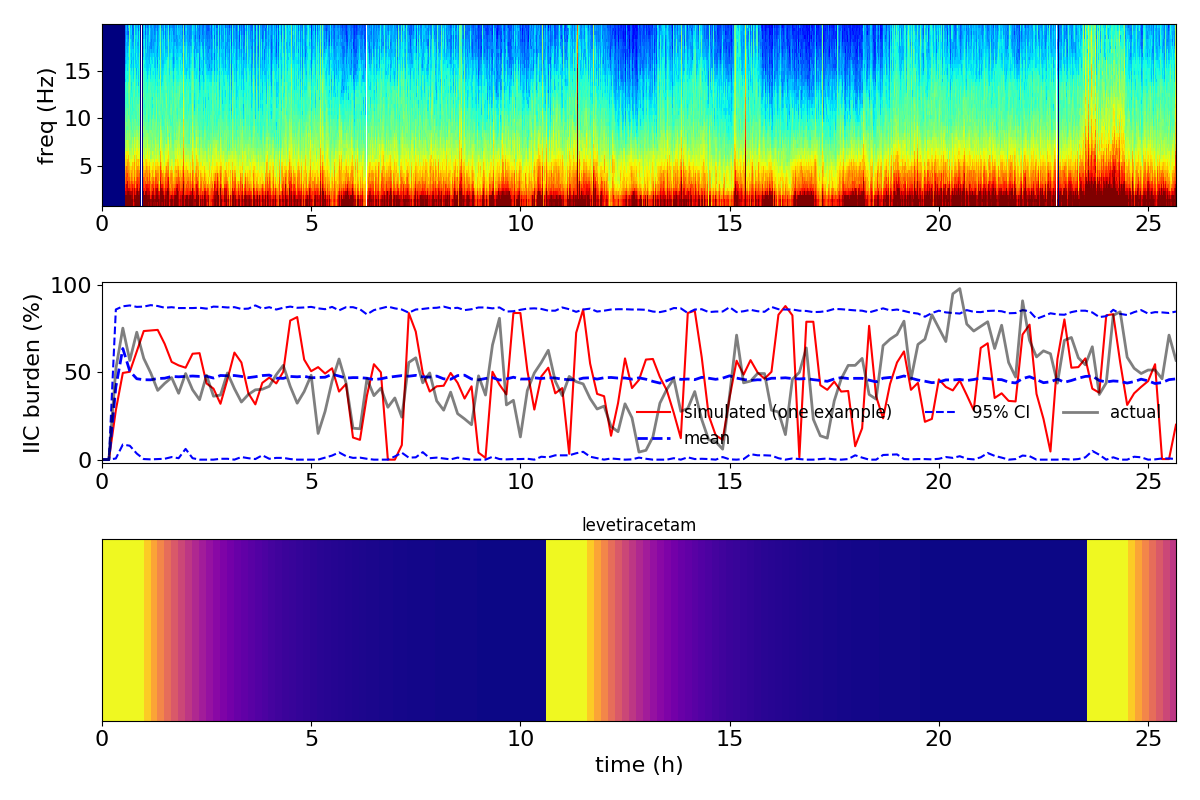 freq (Hz)
15
10
5
0 5 10 15 20 25
IIC burden (%)
100
50
0
simulated (one example) 95% CI actual
mean
0 5 10 15 20 25
levetiracetam
0 5 10 15 20 25
time (h)